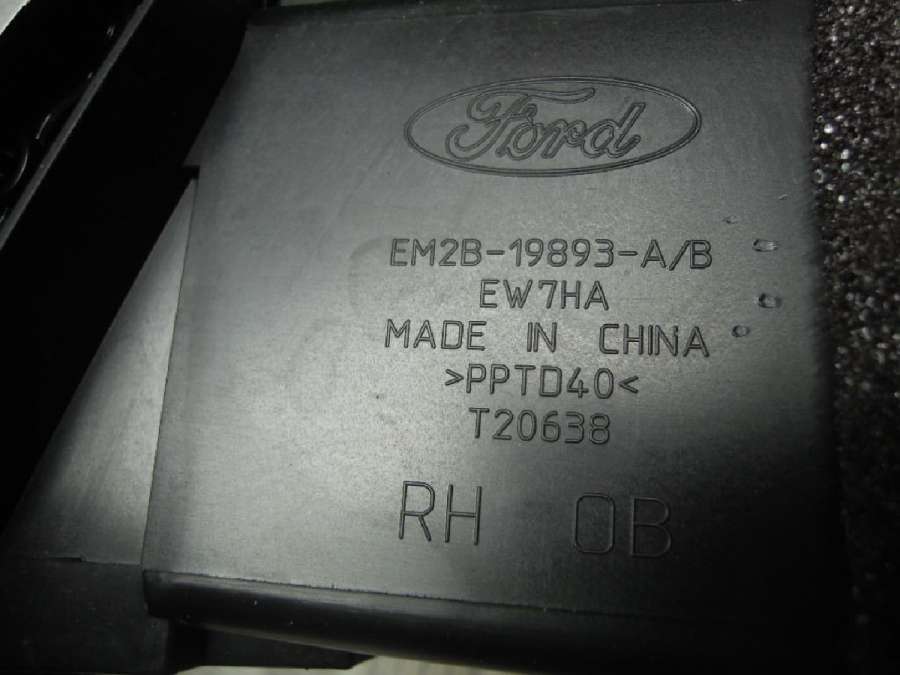 Ford
EM2B-19893-A/B
EW7HA
MADE IN CHINA
>PPTD40<
T20638
RH OB